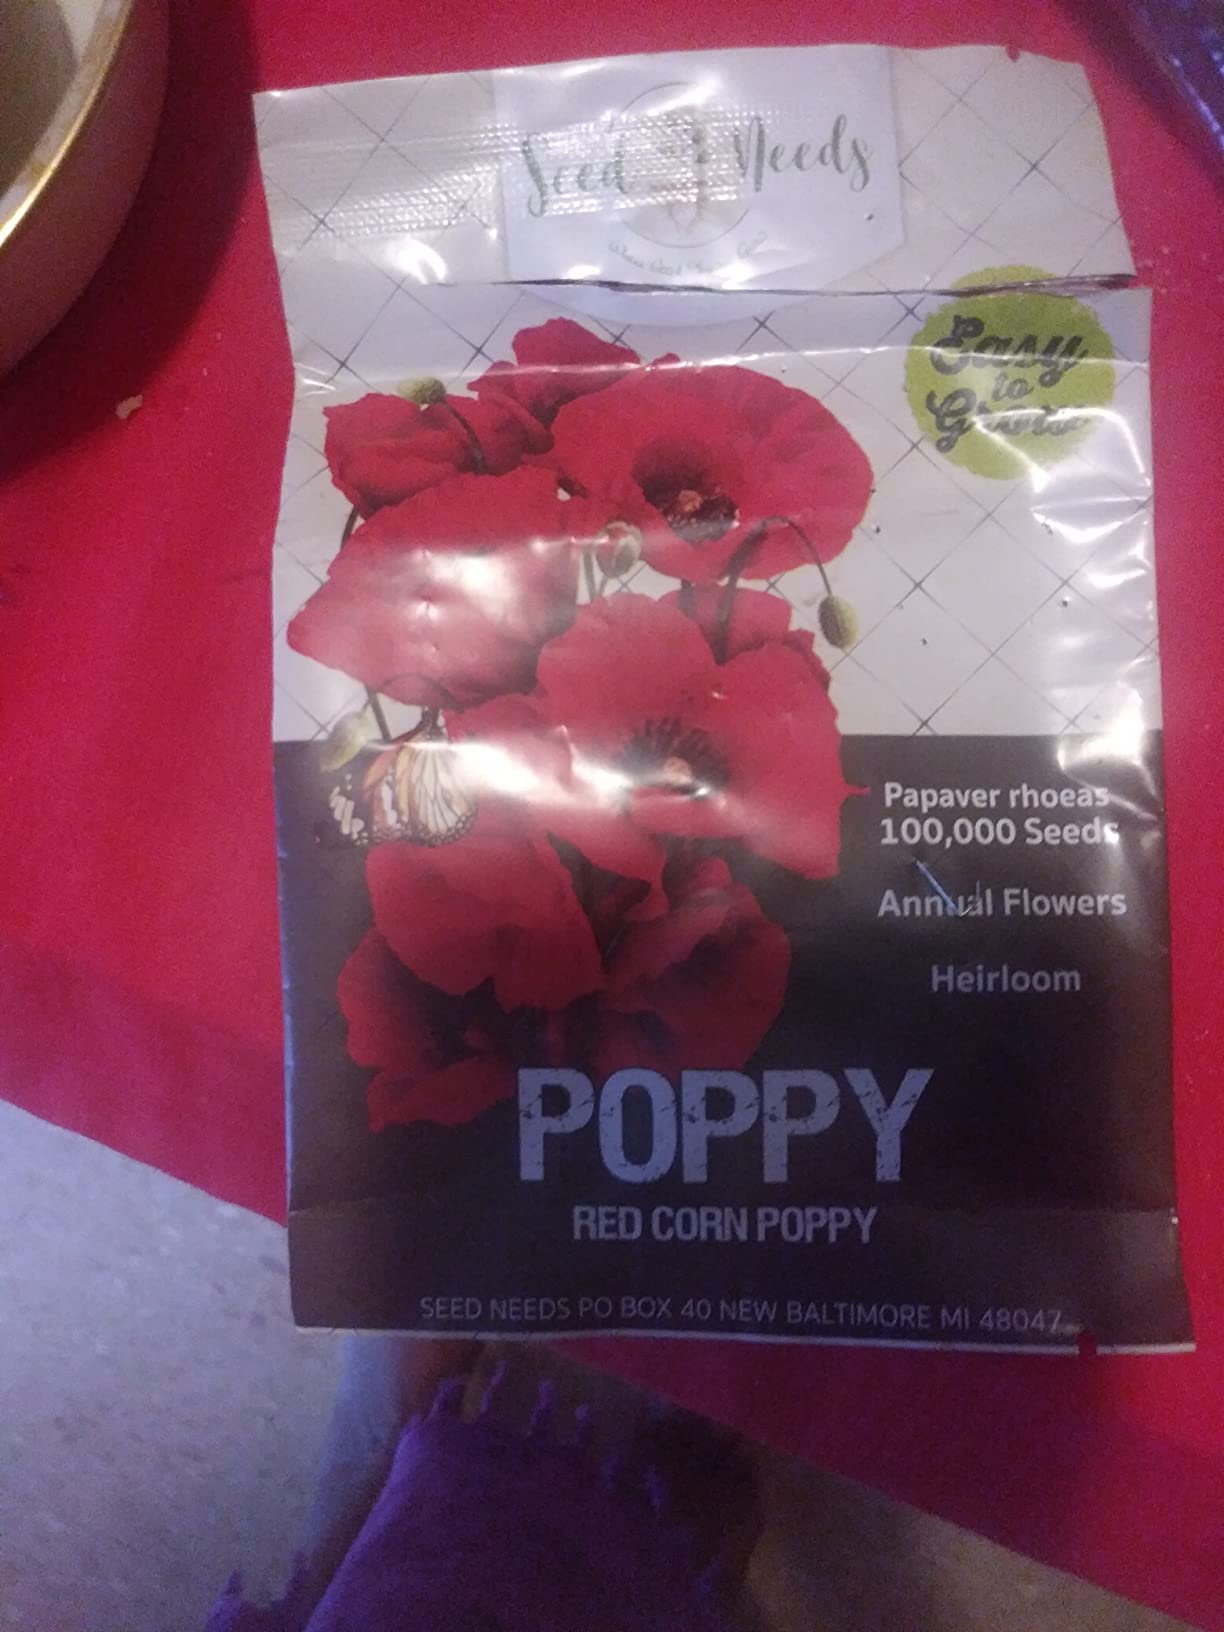 Seed Needs
Easy
to
Grow
Papaver rhoeas
100,000 Seeds
Annual Flowers
Heirloom
POPPY
RED CORN POPPY
SEED NEEDS PO BOX 40 NEW BALTIMORE MI 48047